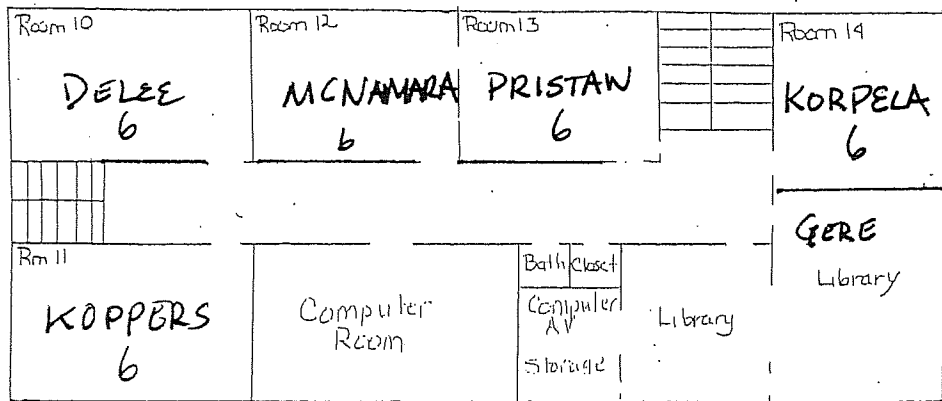 Room 10
DELEE
6
Room 12
MCNAMARA
6
Room 13
PRISTAW
6
Room 14
KORPELA
6
GERE
Library
Rm 11
KOPPERS
6
Computer
Room
Bath
Closet
Computer
AV
Storage
Library